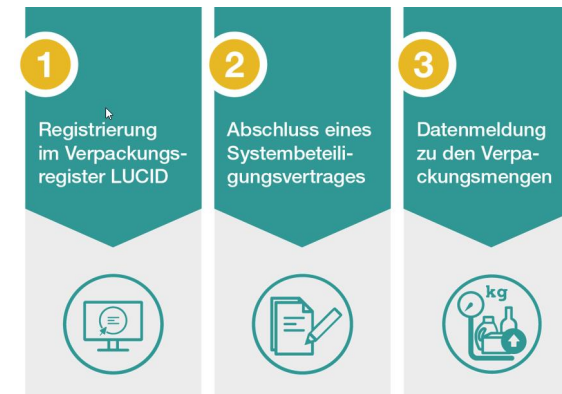 1
Registrierung
im Verpackungs-
register LUCID
2
Abschluss eines
Systembeteili-
gungsvertrages
3
Datenmeldung
zu den Verpa-
ckungsmengen
kg